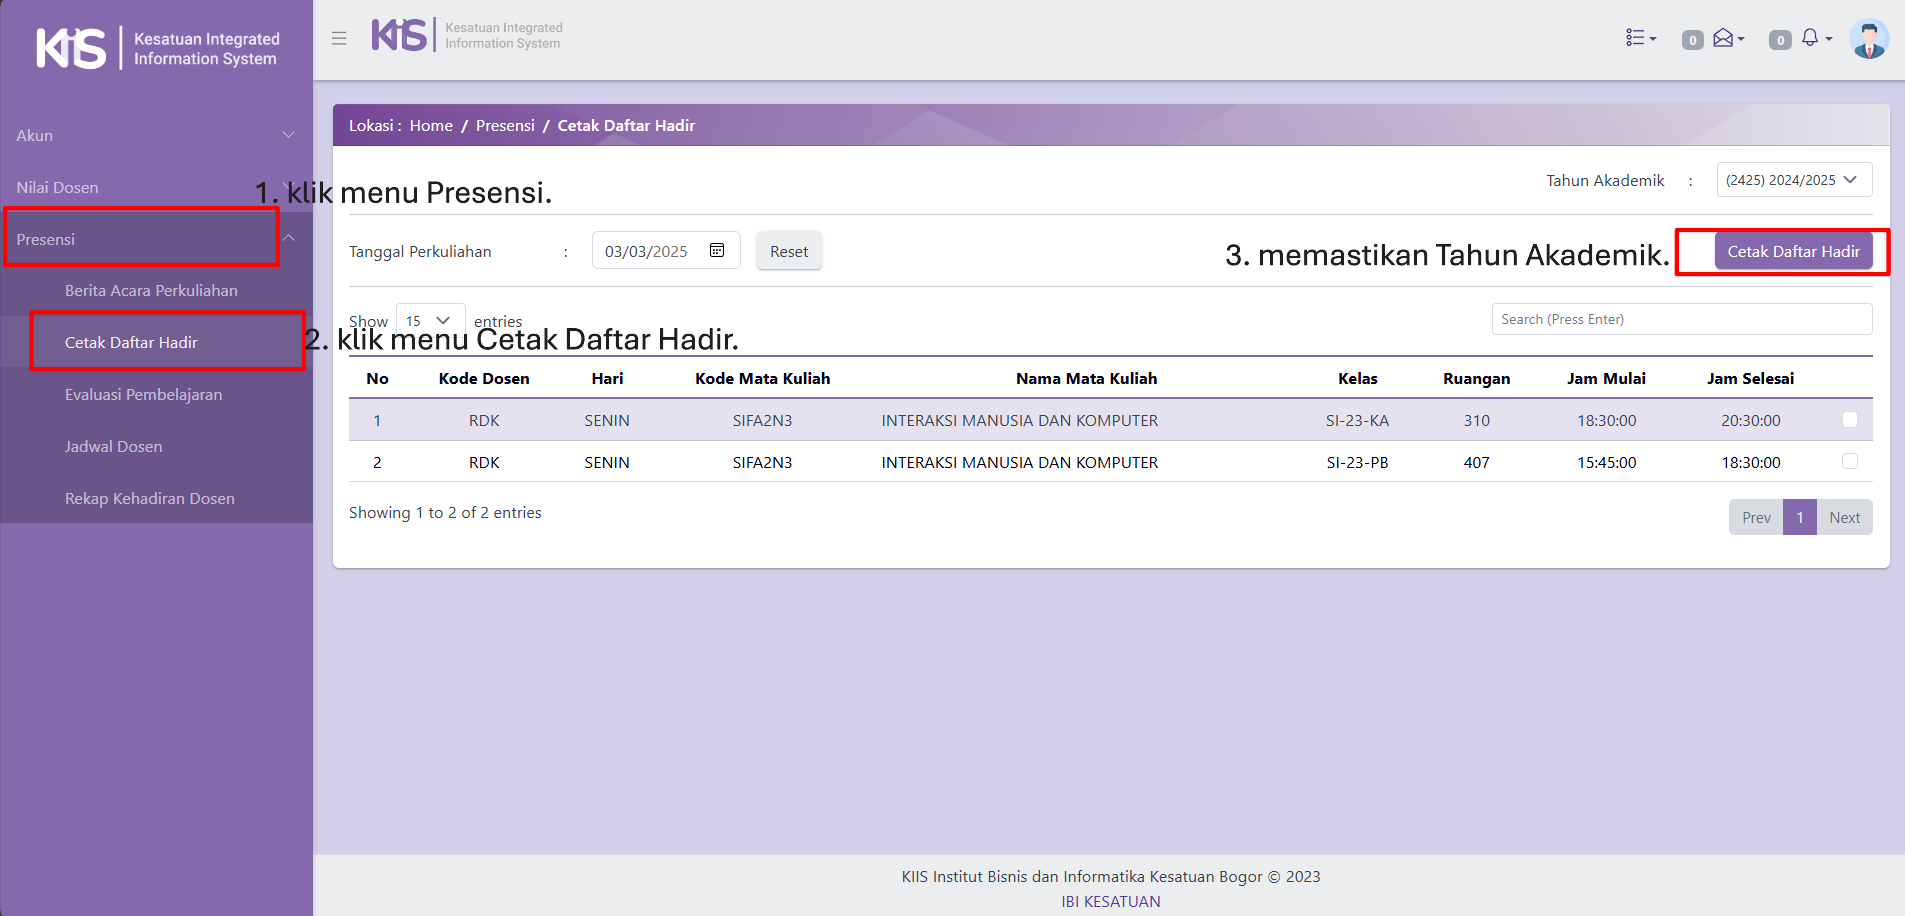 KIS Kesatuan Integrated
Information System
Akun
Nilai Dosen
Presensi
Berita Acara Perkuliahan
Cetak Daftar Hadir
Evaluasi Pembelajaran
Jadwal Dosen
Rekap Kehadiran Dosen
KIS Kesatuan Integrated
Information System
0 0
Lokasi : Home / Presensi / Cetak Daftar Hadir
1. klik menu Presensi.
Tahun Akademik : (2425) 2024/2025
Tanggal Perkuliahan : 03/03/2025 Reset
3. memastikan Tahun Akademik.
Cetak Daftar Hadir
Show 15 entries
Search (Press Enter)
2. klik menu Cetak Daftar Hadir.
No Kode Dosen Hari Kode Mata Kuliah Nama Mata Kuliah Kelas Ruangan Jam Mulai Jam Selesai
1 RDK SENIN SIFA2N3 INTERAKSI MANUSIA DAN KOMPUTER SI-23-KA 310 18:30:00 20:30:00
2 RDK SENIN SIFA2N3 INTERAKSI MANUSIA DAN KOMPUTER SI-23-PB 407 15:45:00 18:30:00
Showing 1 to 2 of 2 entries
Prev 1 Next
KIIS Institut Bisnis dan Informatika Kesatuan Bogor © 2023
IBI KESATUAN